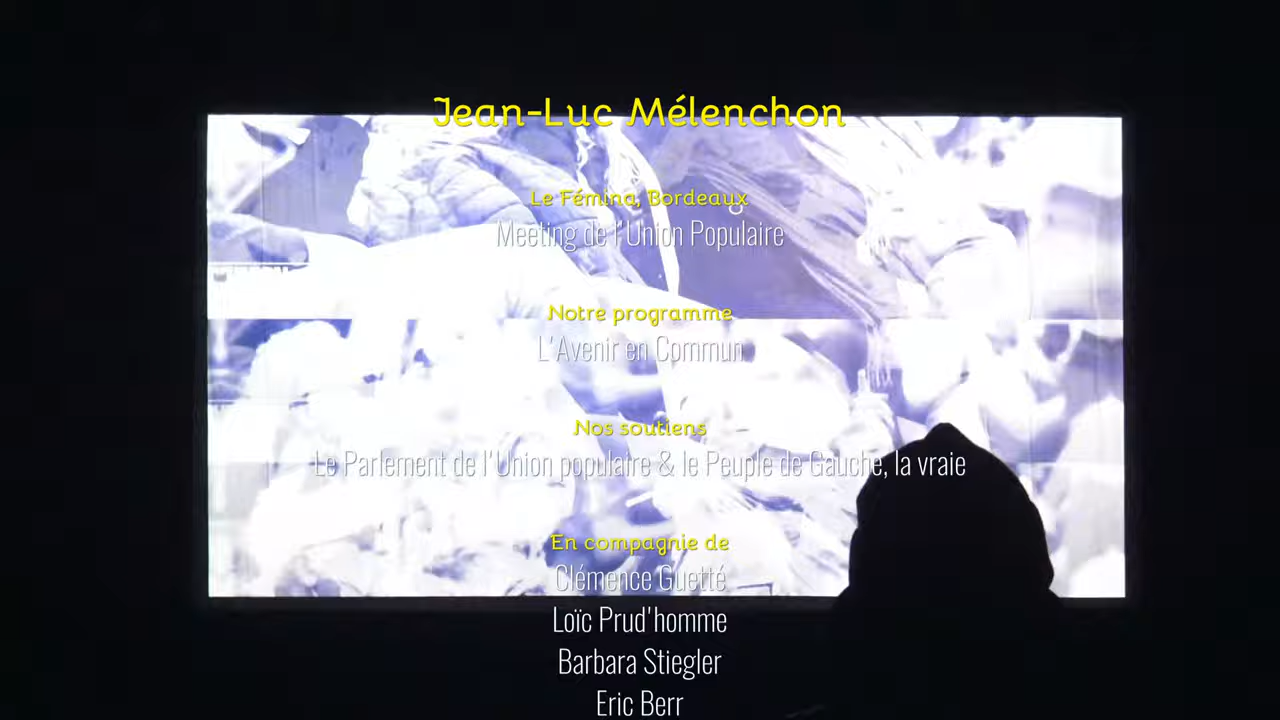 Jean-Luc Mélenchon
Le Fémina, Bordeaux
Meeting de l'Union Populaire
Notre programme
L'Avenir en Commun
Nos soutiens
Le Parlement de l'Union populaire & le Peuple de Gauche, la vraie
En compagnie de
Clémence Guetté
Loïc Prud'homme
Barbara Stiegler
Eric Berr